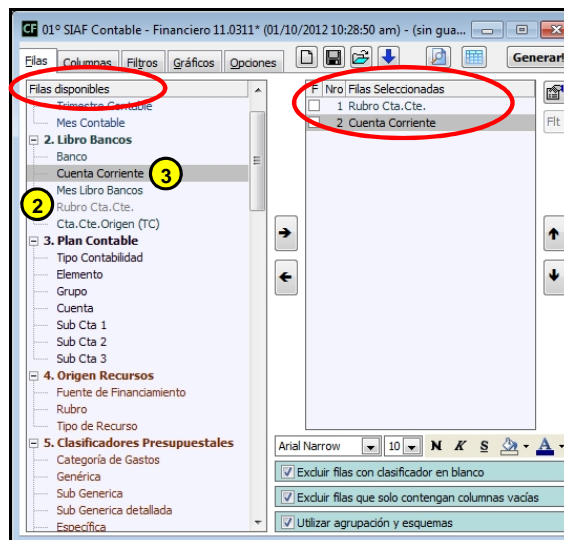 CF 01° SIAF Contable - Financiero 11.0311* (01/10/2012 10:28:50 am) - (sin gua...
Filas Columnas Filtros Gráficos Opciones Generar!
Filas disponibles
Trimestre Contable
Mes Contable
2. Libro Bancos
Banco
Cuenta Corriente 3
Mes Libro Bancos
2 Rubro Cta.Cte.
Cta.Cte.Origen (TC)
3. Plan Contable
Tipo Contabilidad
Elemento
Grupo
Cuenta
Sub Cta 1
Sub Cta 2
Sub Cta 3
4. Origen Recursos
Fuente de Financiamiento
Rubro
Tipo de Recurso
5. Clasificadores Presupuestales
Categoría de Gastos
Genérica
Sub Generica
Sub Generica detallada
Específica
F Nro Filas Seleccionadas
1 Rubro Cta.Cte.
2 Cuenta Corriente
Flt
Arial Narrow 10 N K S A
Excluir filas con clasificador en blanco
Excluir filas que solo contengan columnas vacías
Utilizar agrupación y esquemas